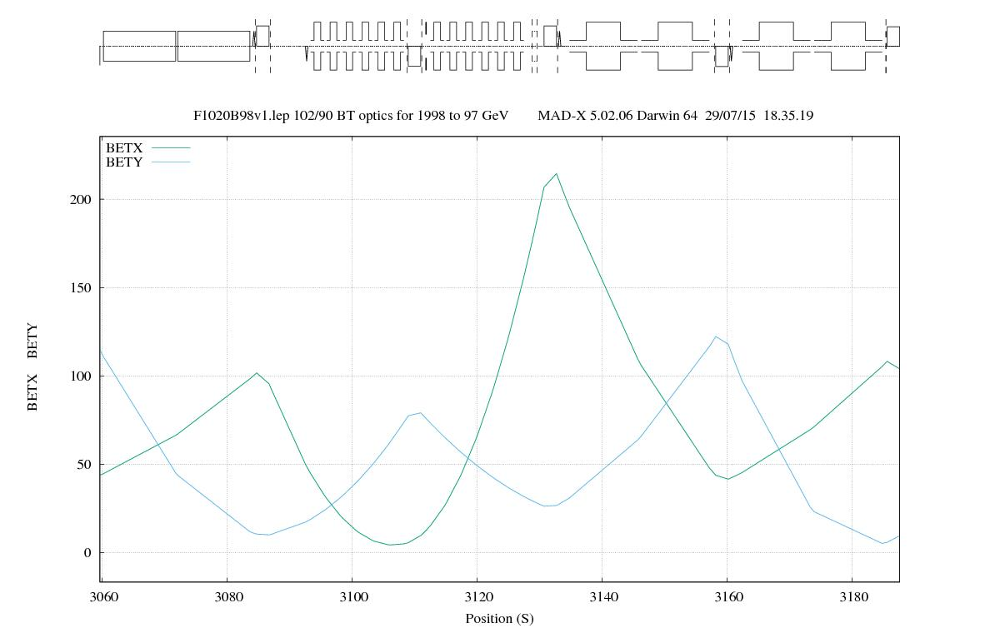 F1020B98v1.lep 102/90 BT optics for 1998 to 97 GeV MAD-X 5.02.06 Darwin 64 29/07/15 18.35.19
BETX
BETY
200
150
100
50
0
BETX BETY
3060 3080 3100 3120 3140 3160 3180
Position (S)